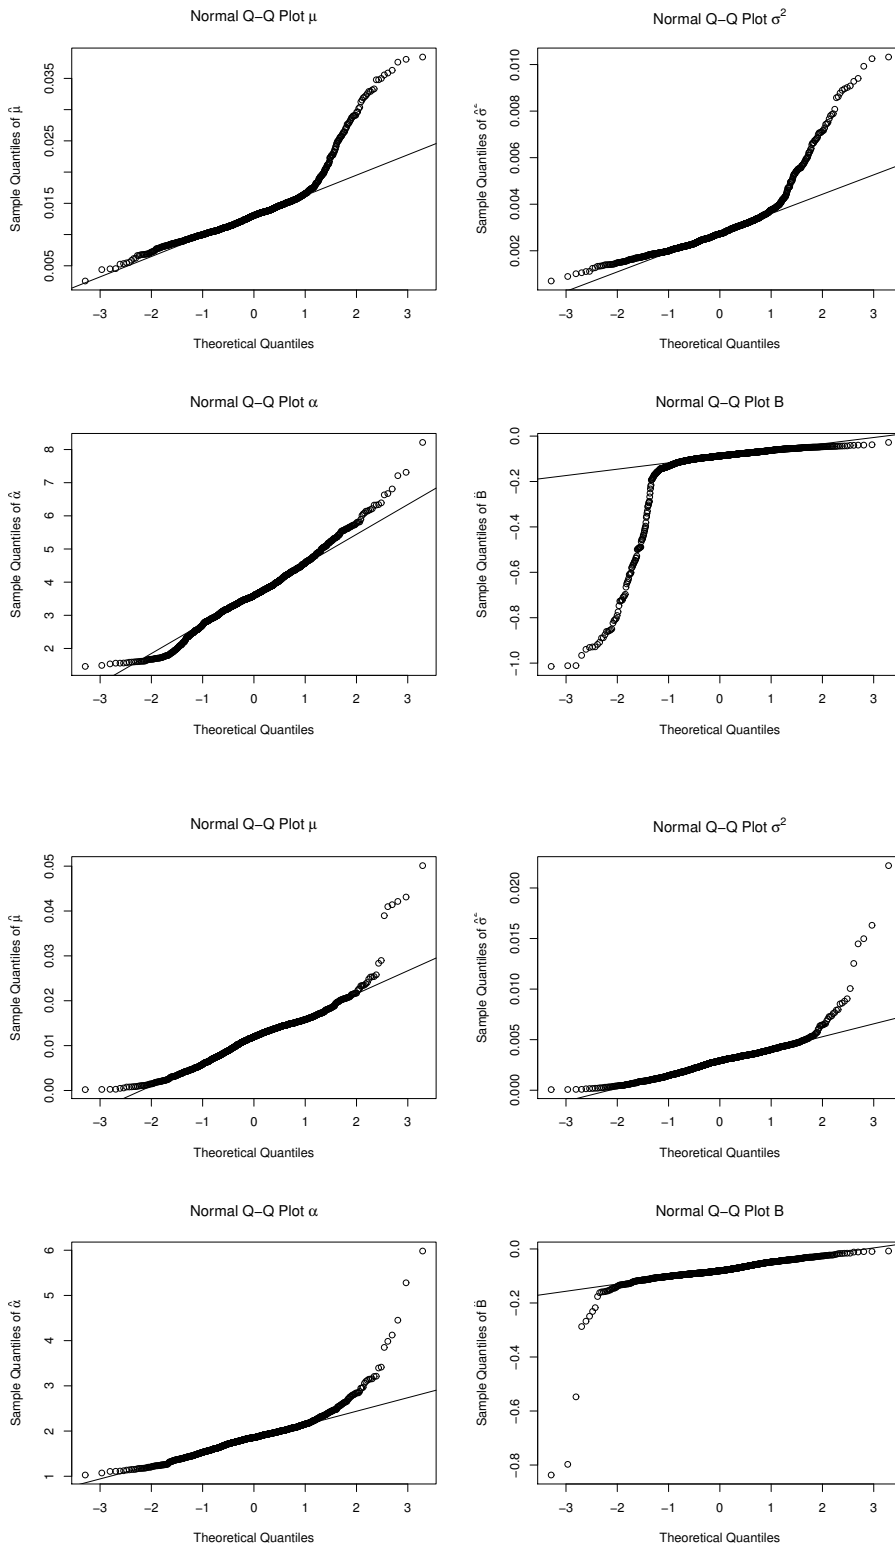 Normal Q−Q Plot μ
Sample Quantiles of μ̂
0.005 0.015 0.025 0.035
−3 −2 −1 0 1 2 3
Theoretical Quantiles
Normal Q−Q Plot σ²
Sample Quantiles of σ̂²
0.002 0.004 0.006 0.008 0.010
−3 −2 −1 0 1 2 3
Theoretical Quantiles
Normal Q−Q Plot α
Sample Quantiles of α̂
2 3 4 5 6 7 8
−3 −2 −1 0 1 2 3
Theoretical Quantiles
Normal Q−Q Plot B
Sample Quantiles of B̂
−1.0 −0.8 −0.6 −0.4 −0.2 0.0
−3 −2 −1 0 1 2 3
Theoretical Quantiles
Normal Q−Q Plot μ
Sample Quantiles of μ̂
0.00 0.01 0.02 0.03 0.04 0.05
−3 −2 −1 0 1 2 3
Theoretical Quantiles
Normal Q−Q Plot σ²
Sample Quantiles of σ̂²
0.000 0.005 0.010 0.015 0.020
−3 −2 −1 0 1 2 3
Theoretical Quantiles
Normal Q−Q Plot α
Sample Quantiles of α̂
1 2 3 4 5 6
−3 −2 −1 0 1 2 3
Theoretical Quantiles
Normal Q−Q Plot B
Sample Quantiles of B̂
−0.8 −0.6 −0.4 −0.2 0.0
−3 −2 −1 0 1 2 3
Theoretical Quantiles